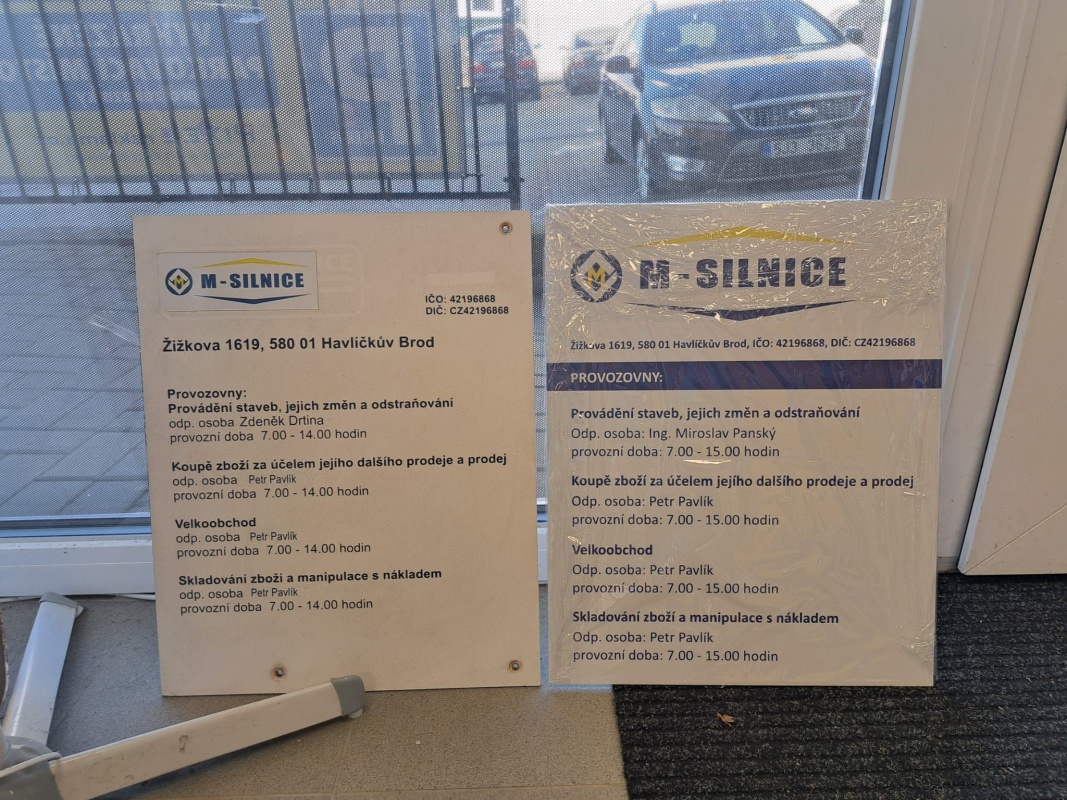 M - SILNICE
IČO: 42196868
DIČ: CZ42196868
Žižkova 1619, 580 01 Havlíčkův Brod
Provozovny:
Provádění staveb, jejich změn a odstraňování
odp. osoba Zdeněk Drtina
provozní doba 7.00 - 14.00 hodin
Koupě zboží za účelem jejího dalšího prodeje a prodej
odp. osoba Petr Pavlík
provozní doba 7.00 - 14.00 hodin
Velkoobchod
odp. osoba Petr Pavlík
provozní doba 7.00 - 14.00 hodin
Skladování zboží a manipulace s nákladem
odp. osoba Petr Pavlík
provozní doba 7.00 - 14.00 hodin
M - SILNICE
Žižkova 1619, 580 01 Havlíčkův Brod, IČO: 42196868, DIČ: CZ42196868
PROVOZOVNY:
Provádění staveb, jejich změn a odstraňování
Odp. osoba: Ing. Miroslav Panský
provozní doba: 7.00 - 15.00 hodin
Koupě zboží za účelem jejího dalšího prodeje a prodej
Odp. osoba: Petr Pavlík
provozní doba: 7.00 - 15.00 hodin
Velkoobchod
Odp. osoba: Petr Pavlík
provozní doba: 7.00 - 15.00 hodin
Skladování zboží a manipulace s nákladem
Odp. osoba: Petr Pavlík
provozní doba: 7.00 - 15.00 hodin